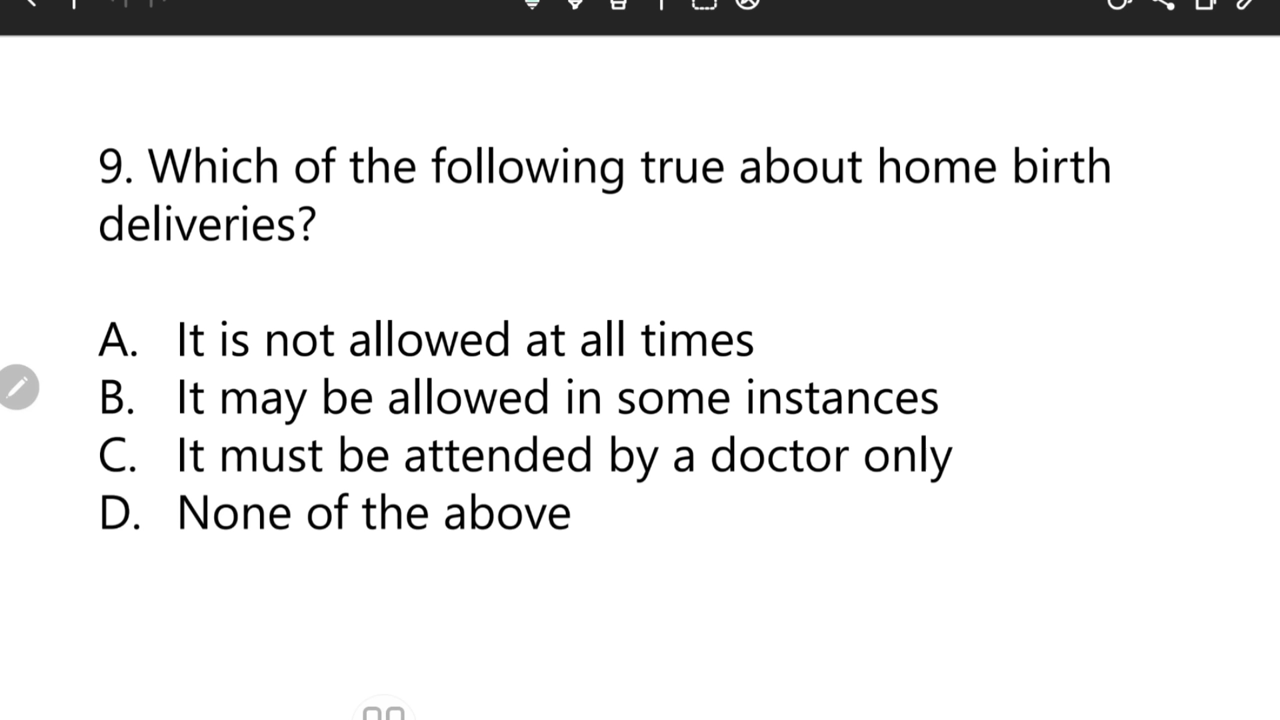 9. Which of the following true about home birth
deliveries?
A. It is not allowed at all times
B. It may be allowed in some instances
C. It must be attended by a doctor only
D. None of the above